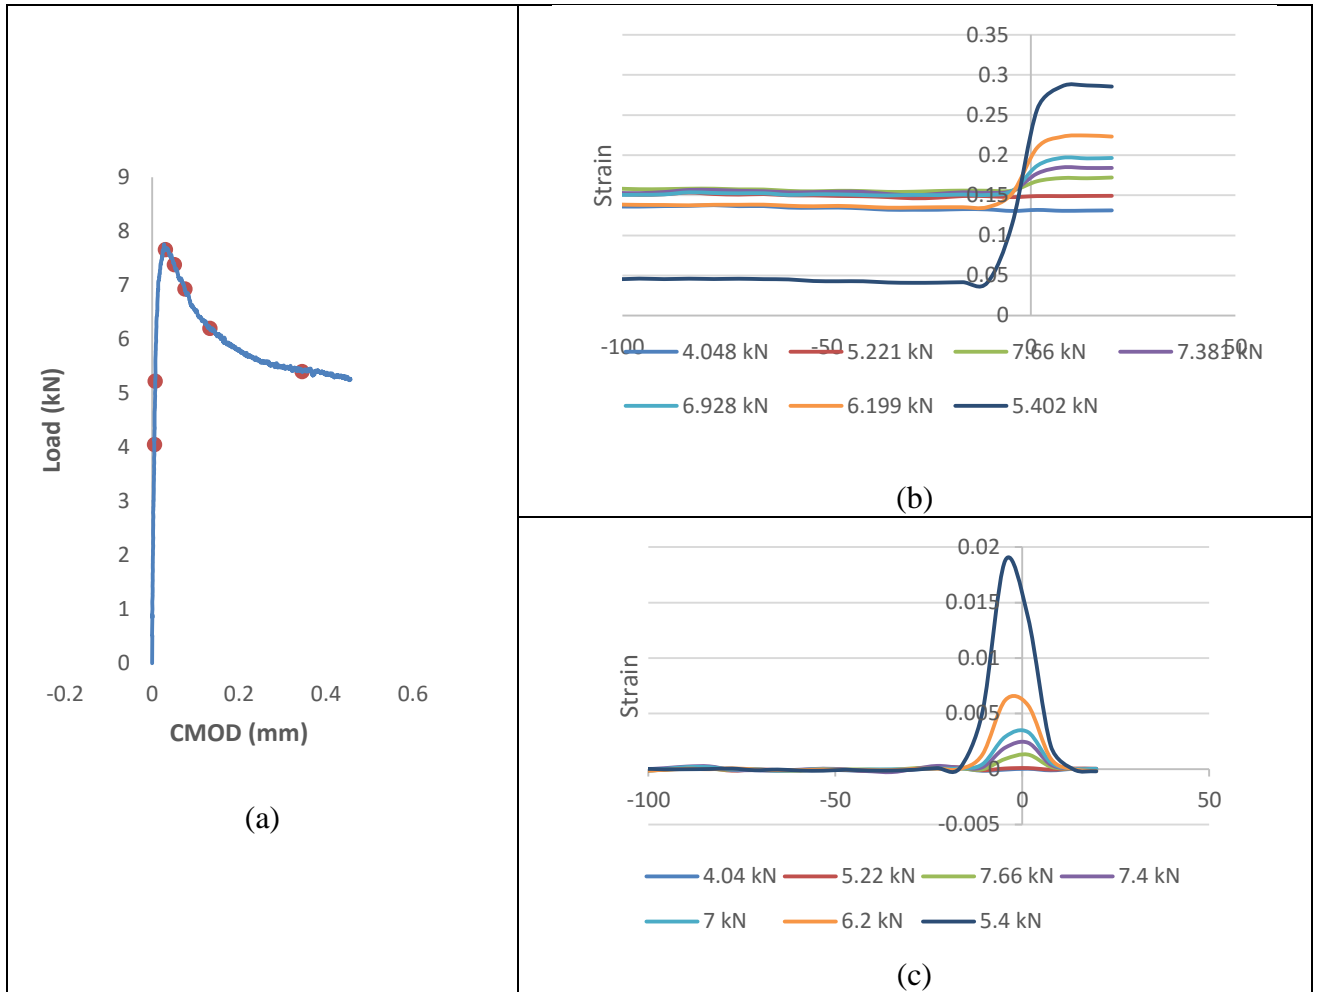 9
8
7
6
5
4
3
2
1
0
Load (kN)
-0.2 0 0.2 0.4 0.6
CMOD (mm)
(a)
0.35
0.3
0.25
0.2
0.15
0.1
0.05
0
Strain
-100 -50 0 50
4.048 kN 5.221 kN 7.66 kN 7.381 kN
6.928 kN 6.199 kN 5.402 kN
(b)
0.02
0.015
0.01
0.005
0
-0.005
Strain
-100 -50 0 50
4.04 kN 5.22 kN 7.66 kN 7.4 kN
7 kN 6.2 kN 5.4 kN
(c)